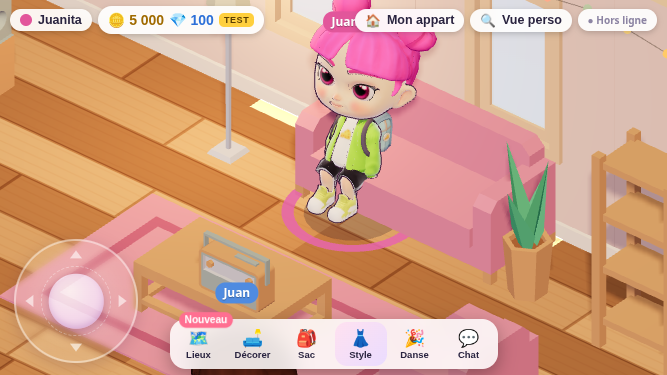 Juanita
5 000
100
TEST
Juan
Mon appart
Vue perso
Hors ligne
Juan
Nouveau
Lieux
Décorer
Sac
Style
Danse
Chat